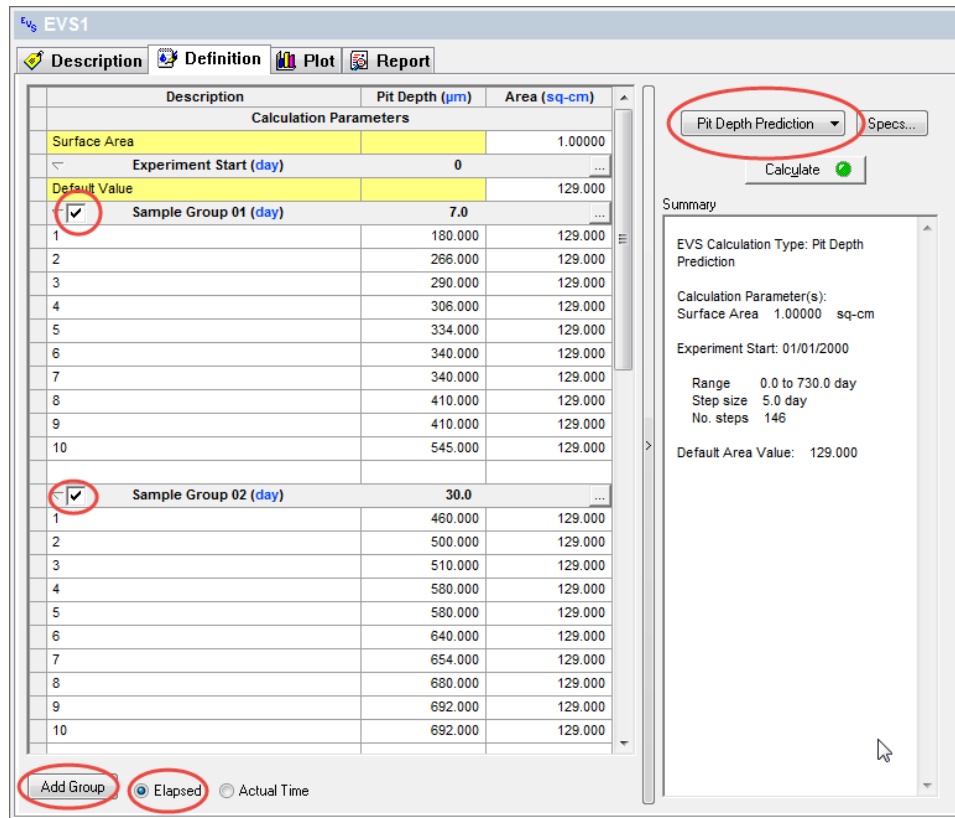 EVS EVS1
Description Definition Plot Report
Description Pit Depth (µm) Area (sq-cm)
Calculation Parameters
Surface Area 1.00000
Experiment Start (day) 0 ...
Default Value 129.000
Sample Group 01 (day) 7.0 ...
1 180.000 129.000
2 266.000 129.000
3 290.000 129.000
4 306.000 129.000
5 334.000 129.000
6 340.000 129.000
7 340.000 129.000
8 410.000 129.000
9 410.000 129.000
10 545.000 129.000
Sample Group 02 (day) 30.0 ...
1 460.000 129.000
2 500.000 129.000
3 510.000 129.000
4 580.000 129.000
5 580.000 129.000
6 640.000 129.000
7 654.000 129.000
8 680.000 129.000
9 692.000 129.000
10 692.000 129.000
Add Group Elapsed Actual Time
Pit Depth Prediction Specs...
Calculate
Summary
EVS Calculation Type: Pit Depth
Prediction
Calculation Parameter(s):
Surface Area 1.00000 sq-cm
Experiment Start: 01/01/2000
Range 0.0 to 730.0 day
Step size 5.0 day
No. steps 146
Default Area Value: 129.000